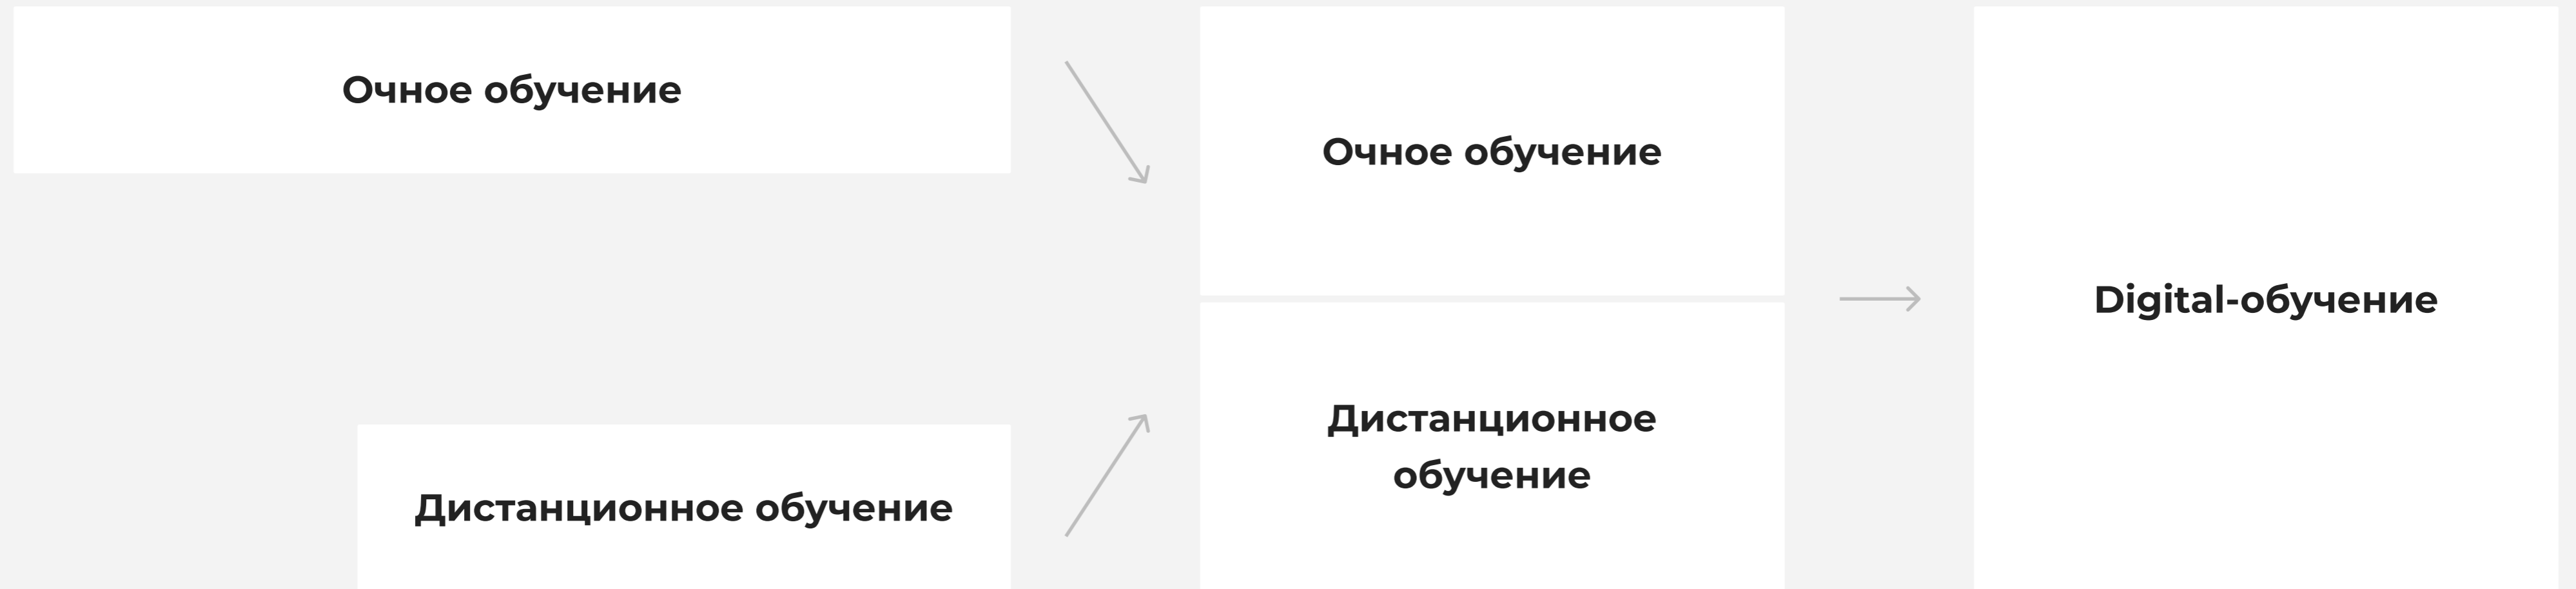 Очное обучение
Дистанционное обучение
Очное обучение
Дистанционное
обучение
Digital-обучение